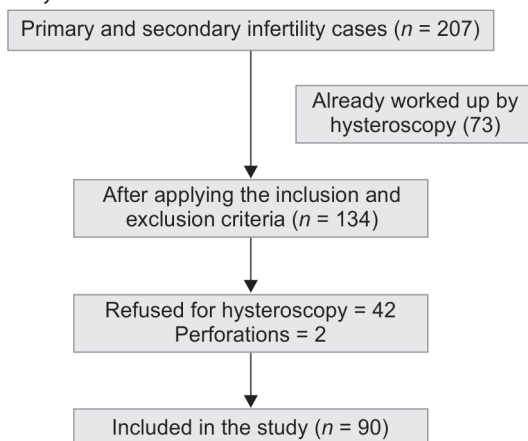 Primary and secondary infertility cases (n = 207)
Already worked up by
hysteroscopy (73)
After applying the inclusion and
exclusion criteria (n = 134)
Refused for hysteroscopy = 42
Perforations = 2
Included in the study (n = 90)